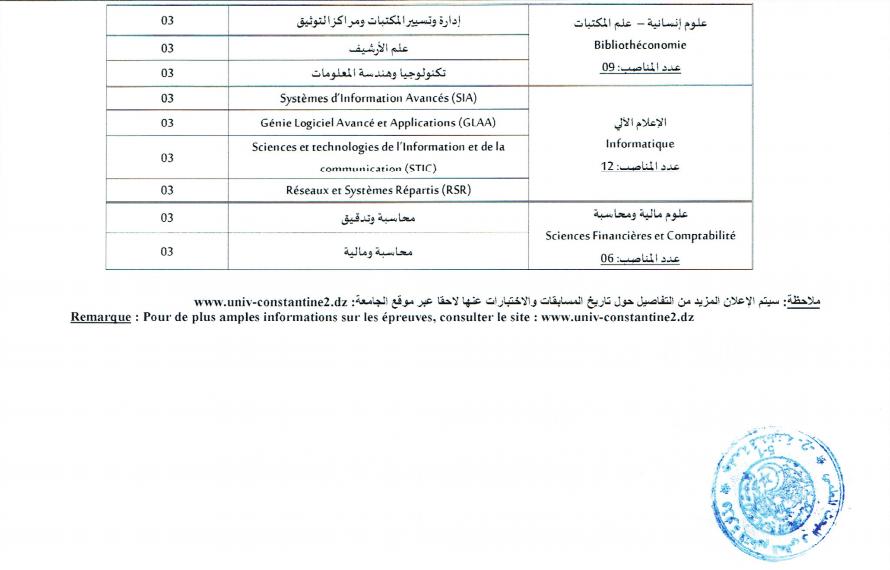 علوم إنسانية – علم المكتبات
Bibliothéconomie
عدد المناصب: 09
إدارة وتسيير المكتبات ومراكز التوثيق
03
علم الأرشيف
03
تكنولوجيا وهندسة المعلومات
03
الإعلام الآلي
Informatique
عدد المناصب: 12
Systèmes d'Information Avancés (SIA)
03
Génie Logiciel Avancé et Applications (GLAA)
03
Sciences et technologies de l'Information et de la
communication (STIC)
03
Réseaux et Systèmes Répartis (RSR)
03
علوم مالية ومحاسبة
Sciences Financières et Comptabilité
عدد المناصب: 06
محاسبة وتدقيق
03
محاسبة ومالية
03
ملاحظة: سيتم الإعلان المزيد من التفاصيل حول تاريخ المسابقات والاختبارات عنها لاحقا عبر موقع الجامعة: www.univ-constantine2.dz
Remarque : Pour de plus amples informations sur les épreuves, consulter le site : www.univ-constantine2.dz